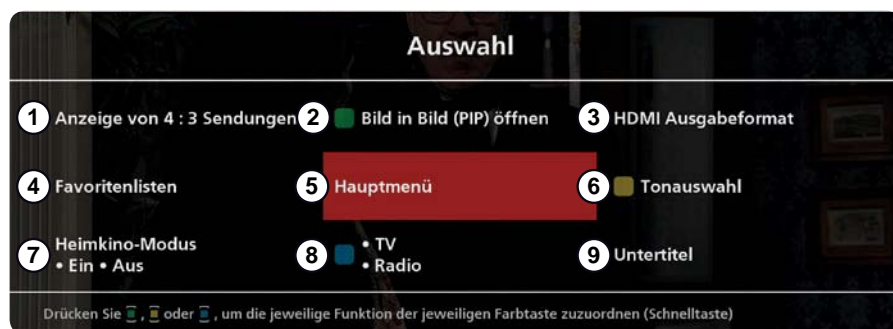 Auswahl
1 Anzeige von 4 : 3 Sendungen
2 Bild in Bild (PIP) öffnen
3 HDMI Ausgabeformat
4 Favoritenlisten
5 Hauptmenü
6 Tonauswahl
7 Heimkino-Modus
• Ein • Aus
8 • TV
• Radio
9 Untertitel
Drücken Sie , oder , um die jeweilige Funktion der jeweiligen Farbtaste zuzuordnen (Schnelltaste)